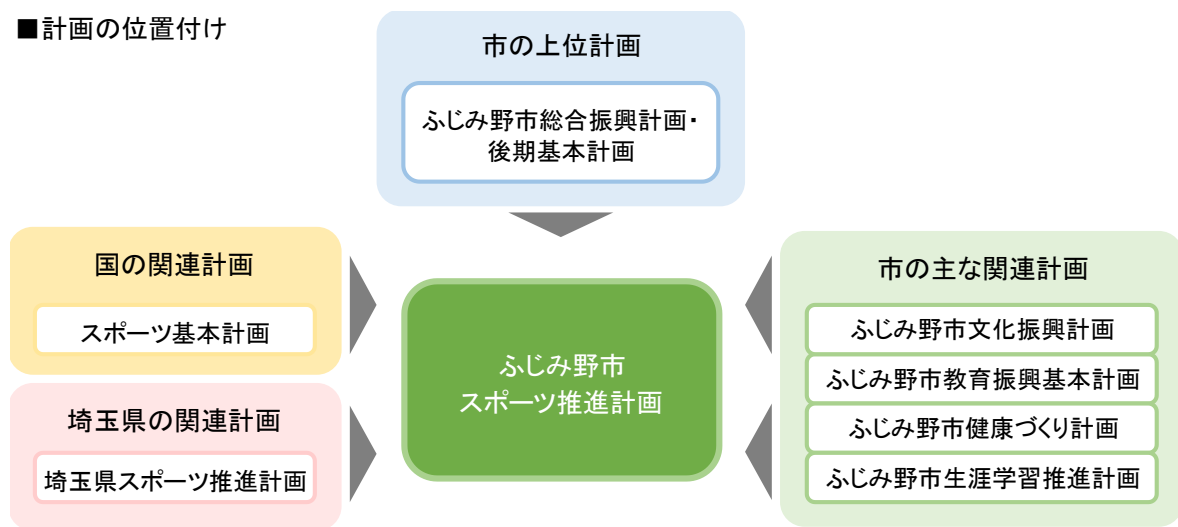 ■計画の位置付け
市の上位計画
ふじみ野市総合振興計画・
後期基本計画
国の関連計画
スポーツ基本計画
埼玉県の関連計画
埼玉県スポーツ推進計画
ふじみ野市
スポーツ推進計画
市の主な関連計画
ふじみ野市文化振興計画
ふじみ野市教育振興基本計画
ふじみ野市健康づくり計画
ふじみ野市生涯学習推進計画